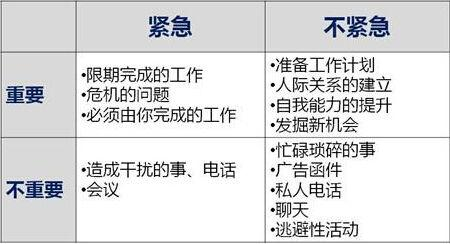 紧急
不紧急
重要
•限期完成的工作
•危机的问题
•必须由你完成的工作
•准备工作计划
•人际关系的建立
•自我能力的提升
•发掘新机会
不重要
•造成干扰的事、电话
•会议
•忙碌琐碎的事
•广告函件
•私人电话
•聊天
•逃避性活动